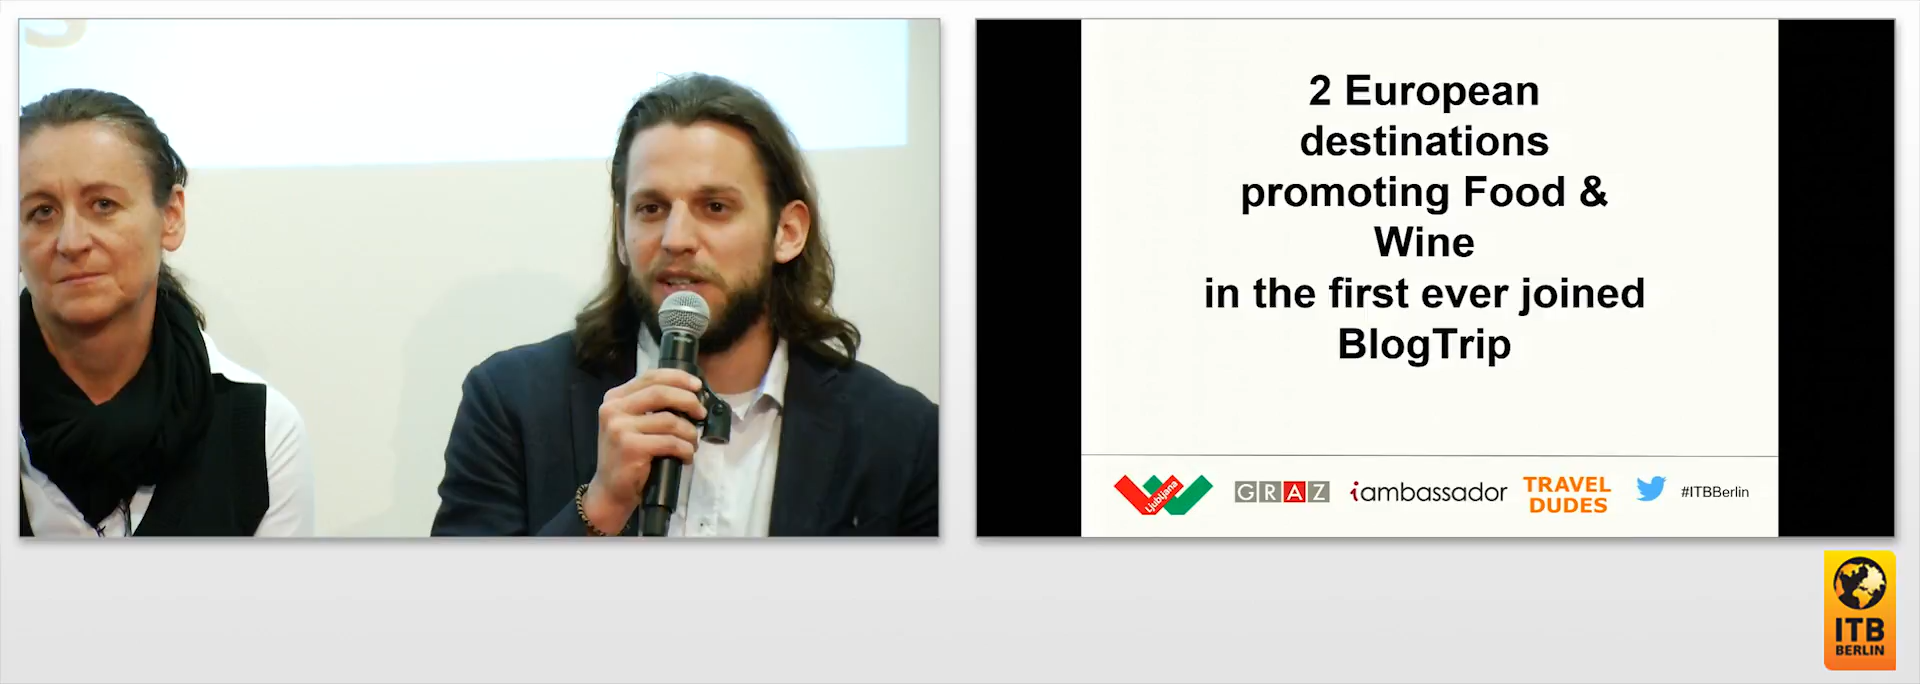 S
2 European
destinations
promoting Food &
Wine
in the first ever joined
BlogTrip
Ljubljana
GRAZ
iambassador
TRAVEL
DUDES
#ITBBerlin
ITB
BERLIN